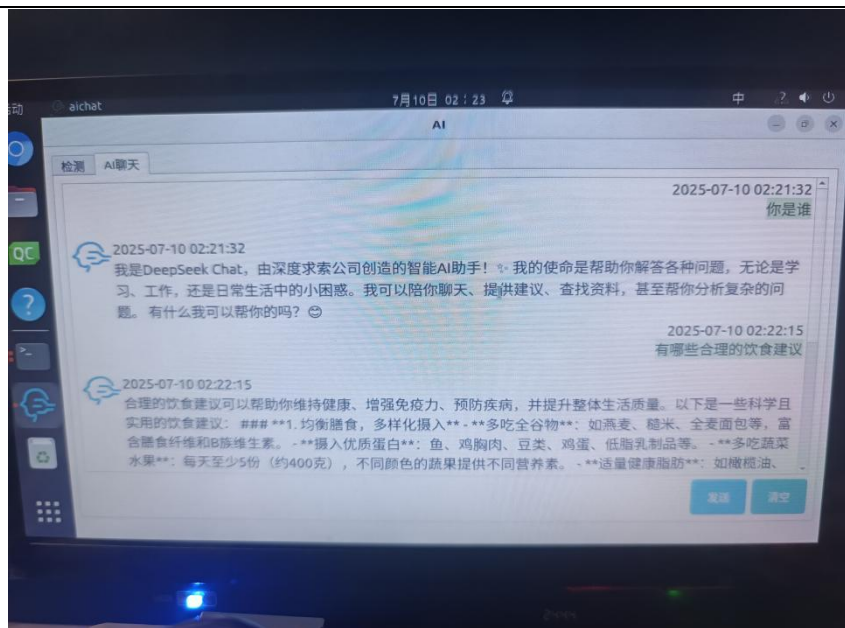 aichat
7月10日 02:23
中
AI
检测 AI聊天
2025-07-10 02:21:32
你是谁
2025-07-10 02:21:32
我是DeepSeek Chat，由深度求索公司创造的智能AI助手！✨ 我的使命是帮助你解答各种问题，无论是学
习、工作，还是日常生活中的小困惑。我可以陪你聊天、提供建议、查找资料，甚至帮你分析复杂的问
题。 有什么我可以帮你的吗？😊
2025-07-10 02:22:15
有哪些合理的饮食建议
2025-07-10 02:22:15
合理的饮食建议可以帮助你维持健康、增强免疫力、预防疾病，并提升整体生活质量。以下是一些科学且
实用的饮食建议： ### **1. 均衡膳食，多样化摄入** - **多吃全谷物**：如燕麦、糙米、全麦面包等，富
含膳食纤维和B族维生素。 - **摄入优质蛋白**：鱼、鸡胸肉、豆类、鸡蛋、低脂乳制品等。 - **多吃蔬菜
水果**：每天至少5份（约400克），不同颜色的蔬果提供不同营养素。 - **适量健康脂肪**：如橄榄油、
发送 清空
QC
?